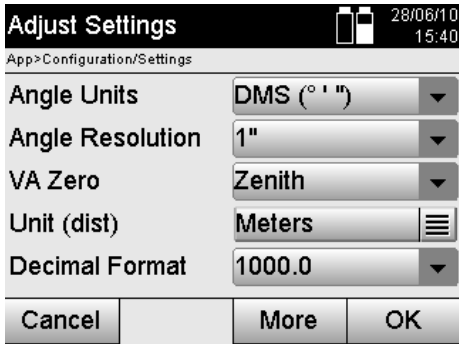 Adjust Settings
28/06/10
15:40
App>Configuration/Settings
Angle Units DMS (° ' ")
Angle Resolution 1"
VA Zero Zenith
Unit (dist) Meters
Decimal Format 1000.0
Cancel More OK